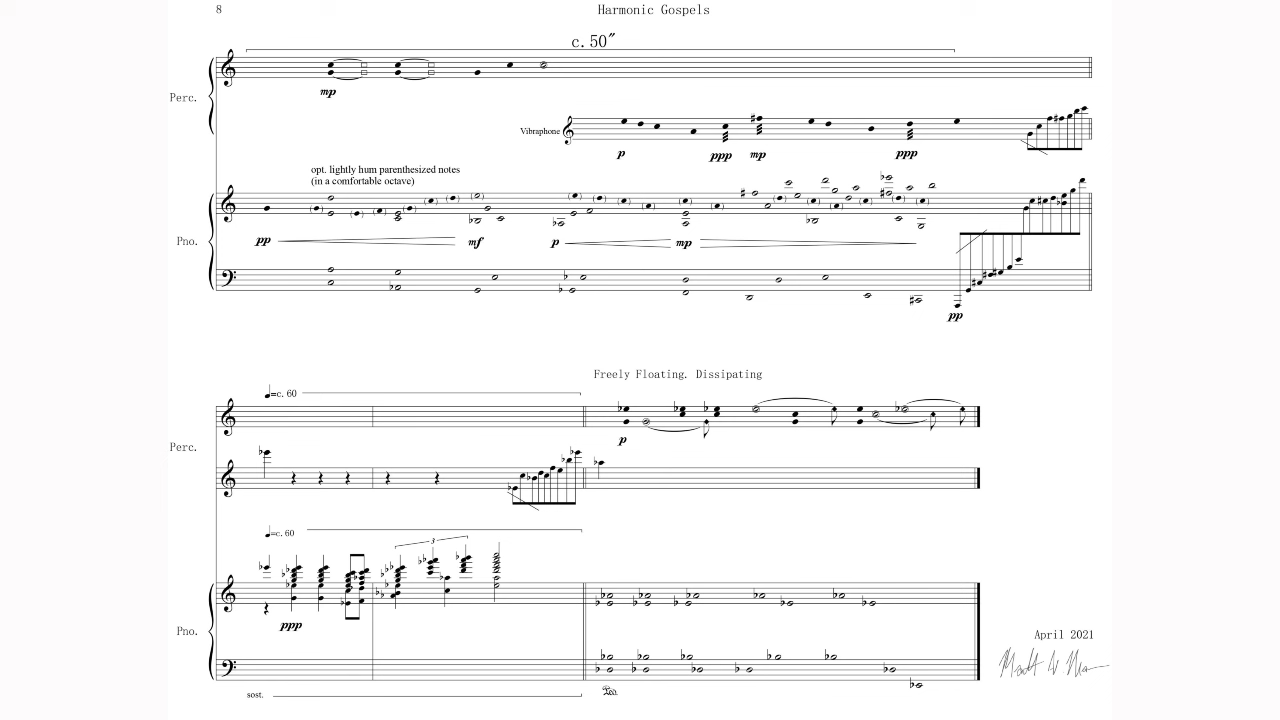 8
Harmonic Gospels
c. 50″
Perc.
mp
Vibraphone
p
ppp
mp
ppp
opt. lightly hum parenthesized notes
(in a comfortable octave)
Pno.
pp
mf
p
mp
pp
Freely Floating. Dissipating
♩=c. 60
Perc.
p
♩=c. 60
3
Pno.
ppp
April 2021
sost.
Ped.